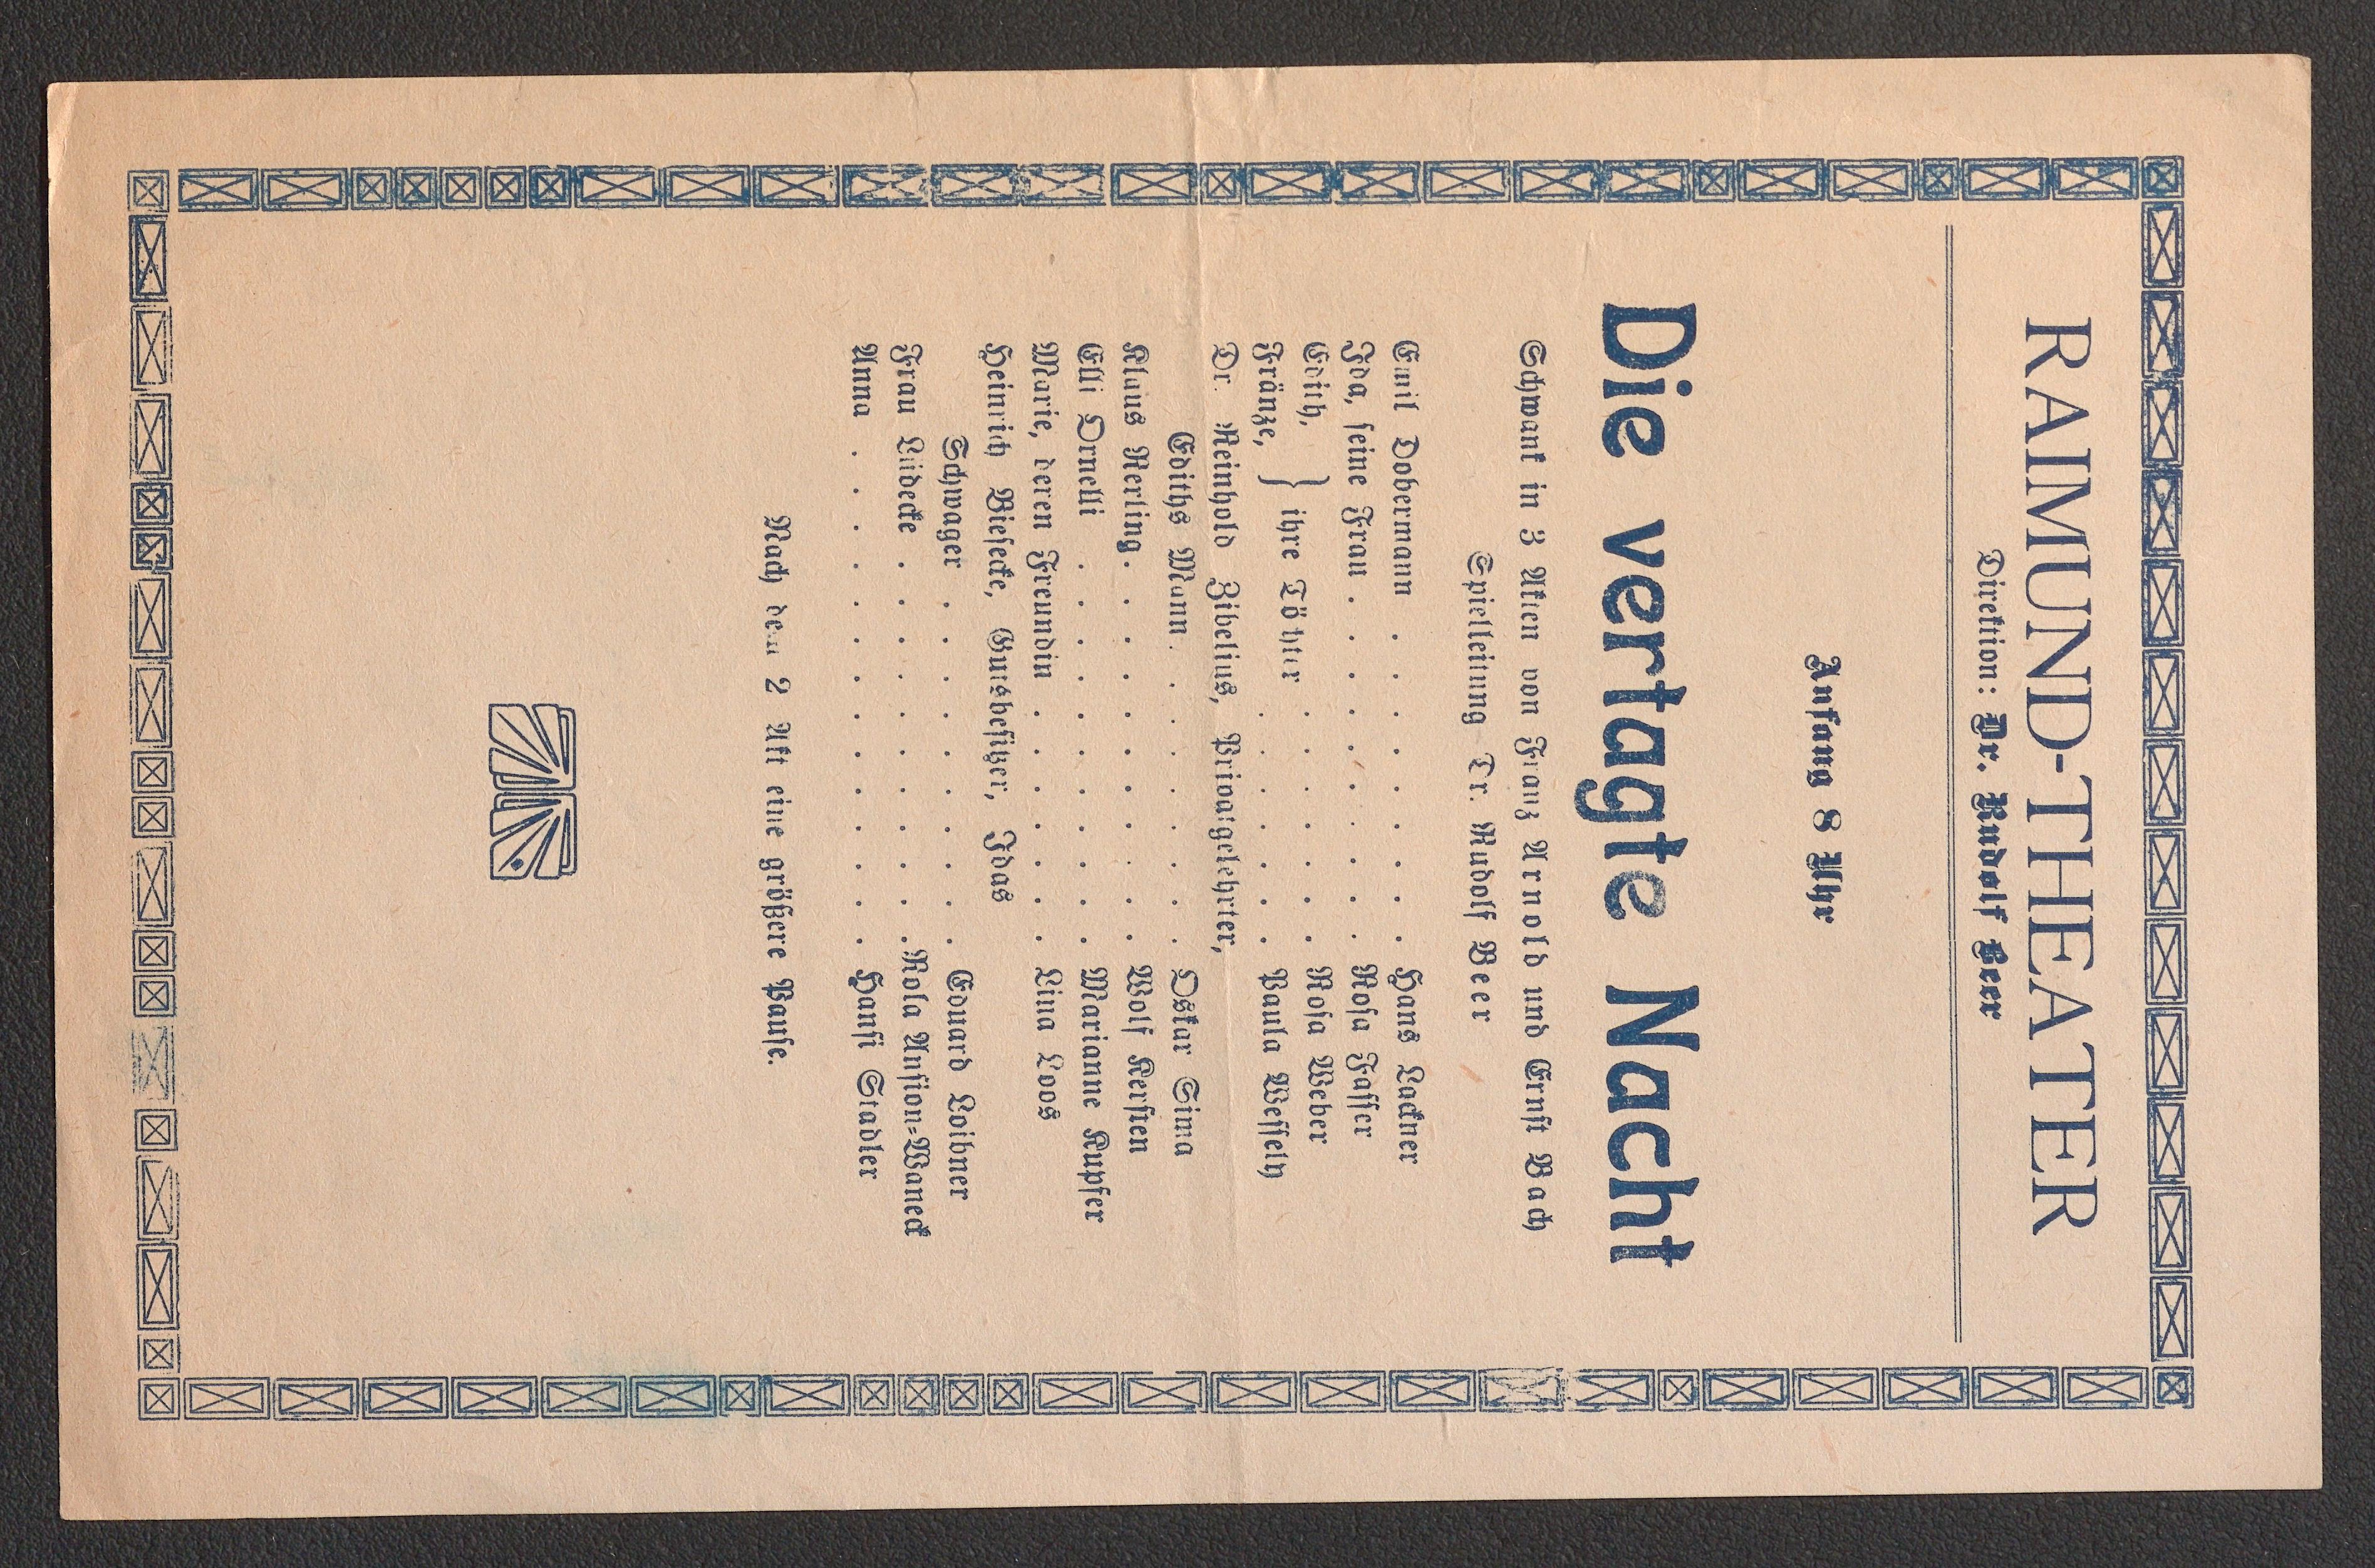 RAIMUND-THEATER
Direktion: Dr. Rudolf Beer
Anfang 8 Uhr
Die vertagte Nacht
Schwank in 3 Akten von Franz Arnold und Ernst Bach
Spielleitung Dr. Rudolf Beer
Emil Dobermann . . . . . . . . . Hans Lackner
Ida, seine Frau . . . . . . . . . . Rosa Fasser
Edith, } ihre Töchter . . . . . . . Rosa Weber
Fränze, } . . . . . . . Paula Wessely
Dr. Reinhold Zibelius, Privatgelehrter,
Ediths Mann . . . . . . . . . Oskar Sima
Klaus Kerling . . . . . . . . . . . Wolf Kersten
Elli Ornelli . . . . . . . . . . . Marianne Kupfer
Marie, deren Freundin . . . . . . . Lina Loos
Heinrich Biesecke, Gutsbesitzer, Idas
Schwager . . . . . . . . . . Eduard Loibner
Frau Lüdecke . . . . . . . . . . . Rola Ansion=Waneck
Anna . . . . . . . . . . . . . . Hansi Stadler
Nach dem 2 Akt eine größere Pause.